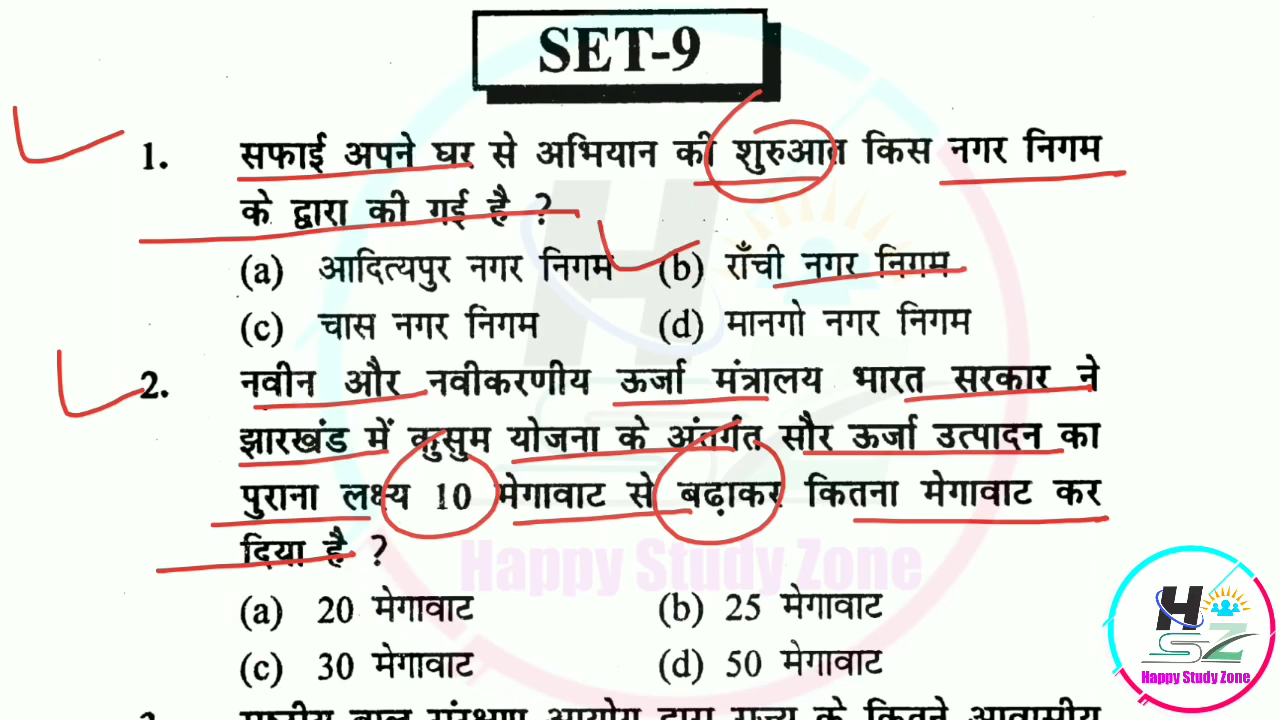 SET-9
1. सफाई अपने घर से अभियान की शुरुआत किस नगर निगम
के द्वारा की गई है ?
(a) आदित्यपुर नगर निगम (b) राँची नगर निगम
(c) चास नगर निगम (d) मानगो नगर निगम
2. नवीन और नवीकरणीय ऊर्जा मंत्रालय भारत सरकार ने
झारखंड में कुसुम योजना के अंतर्गत सौर ऊर्जा उत्पादन का
पुराना लक्ष्य 10 मेगावाट से बढ़ाकर कितना मेगावाट कर
दिया है ?
Happy Study Zone
(a) 20 मेगावाट (b) 25 मेगावाट
(c) 30 मेगावाट (d) 50 मेगावाट
HSZ
Happy Study Zone